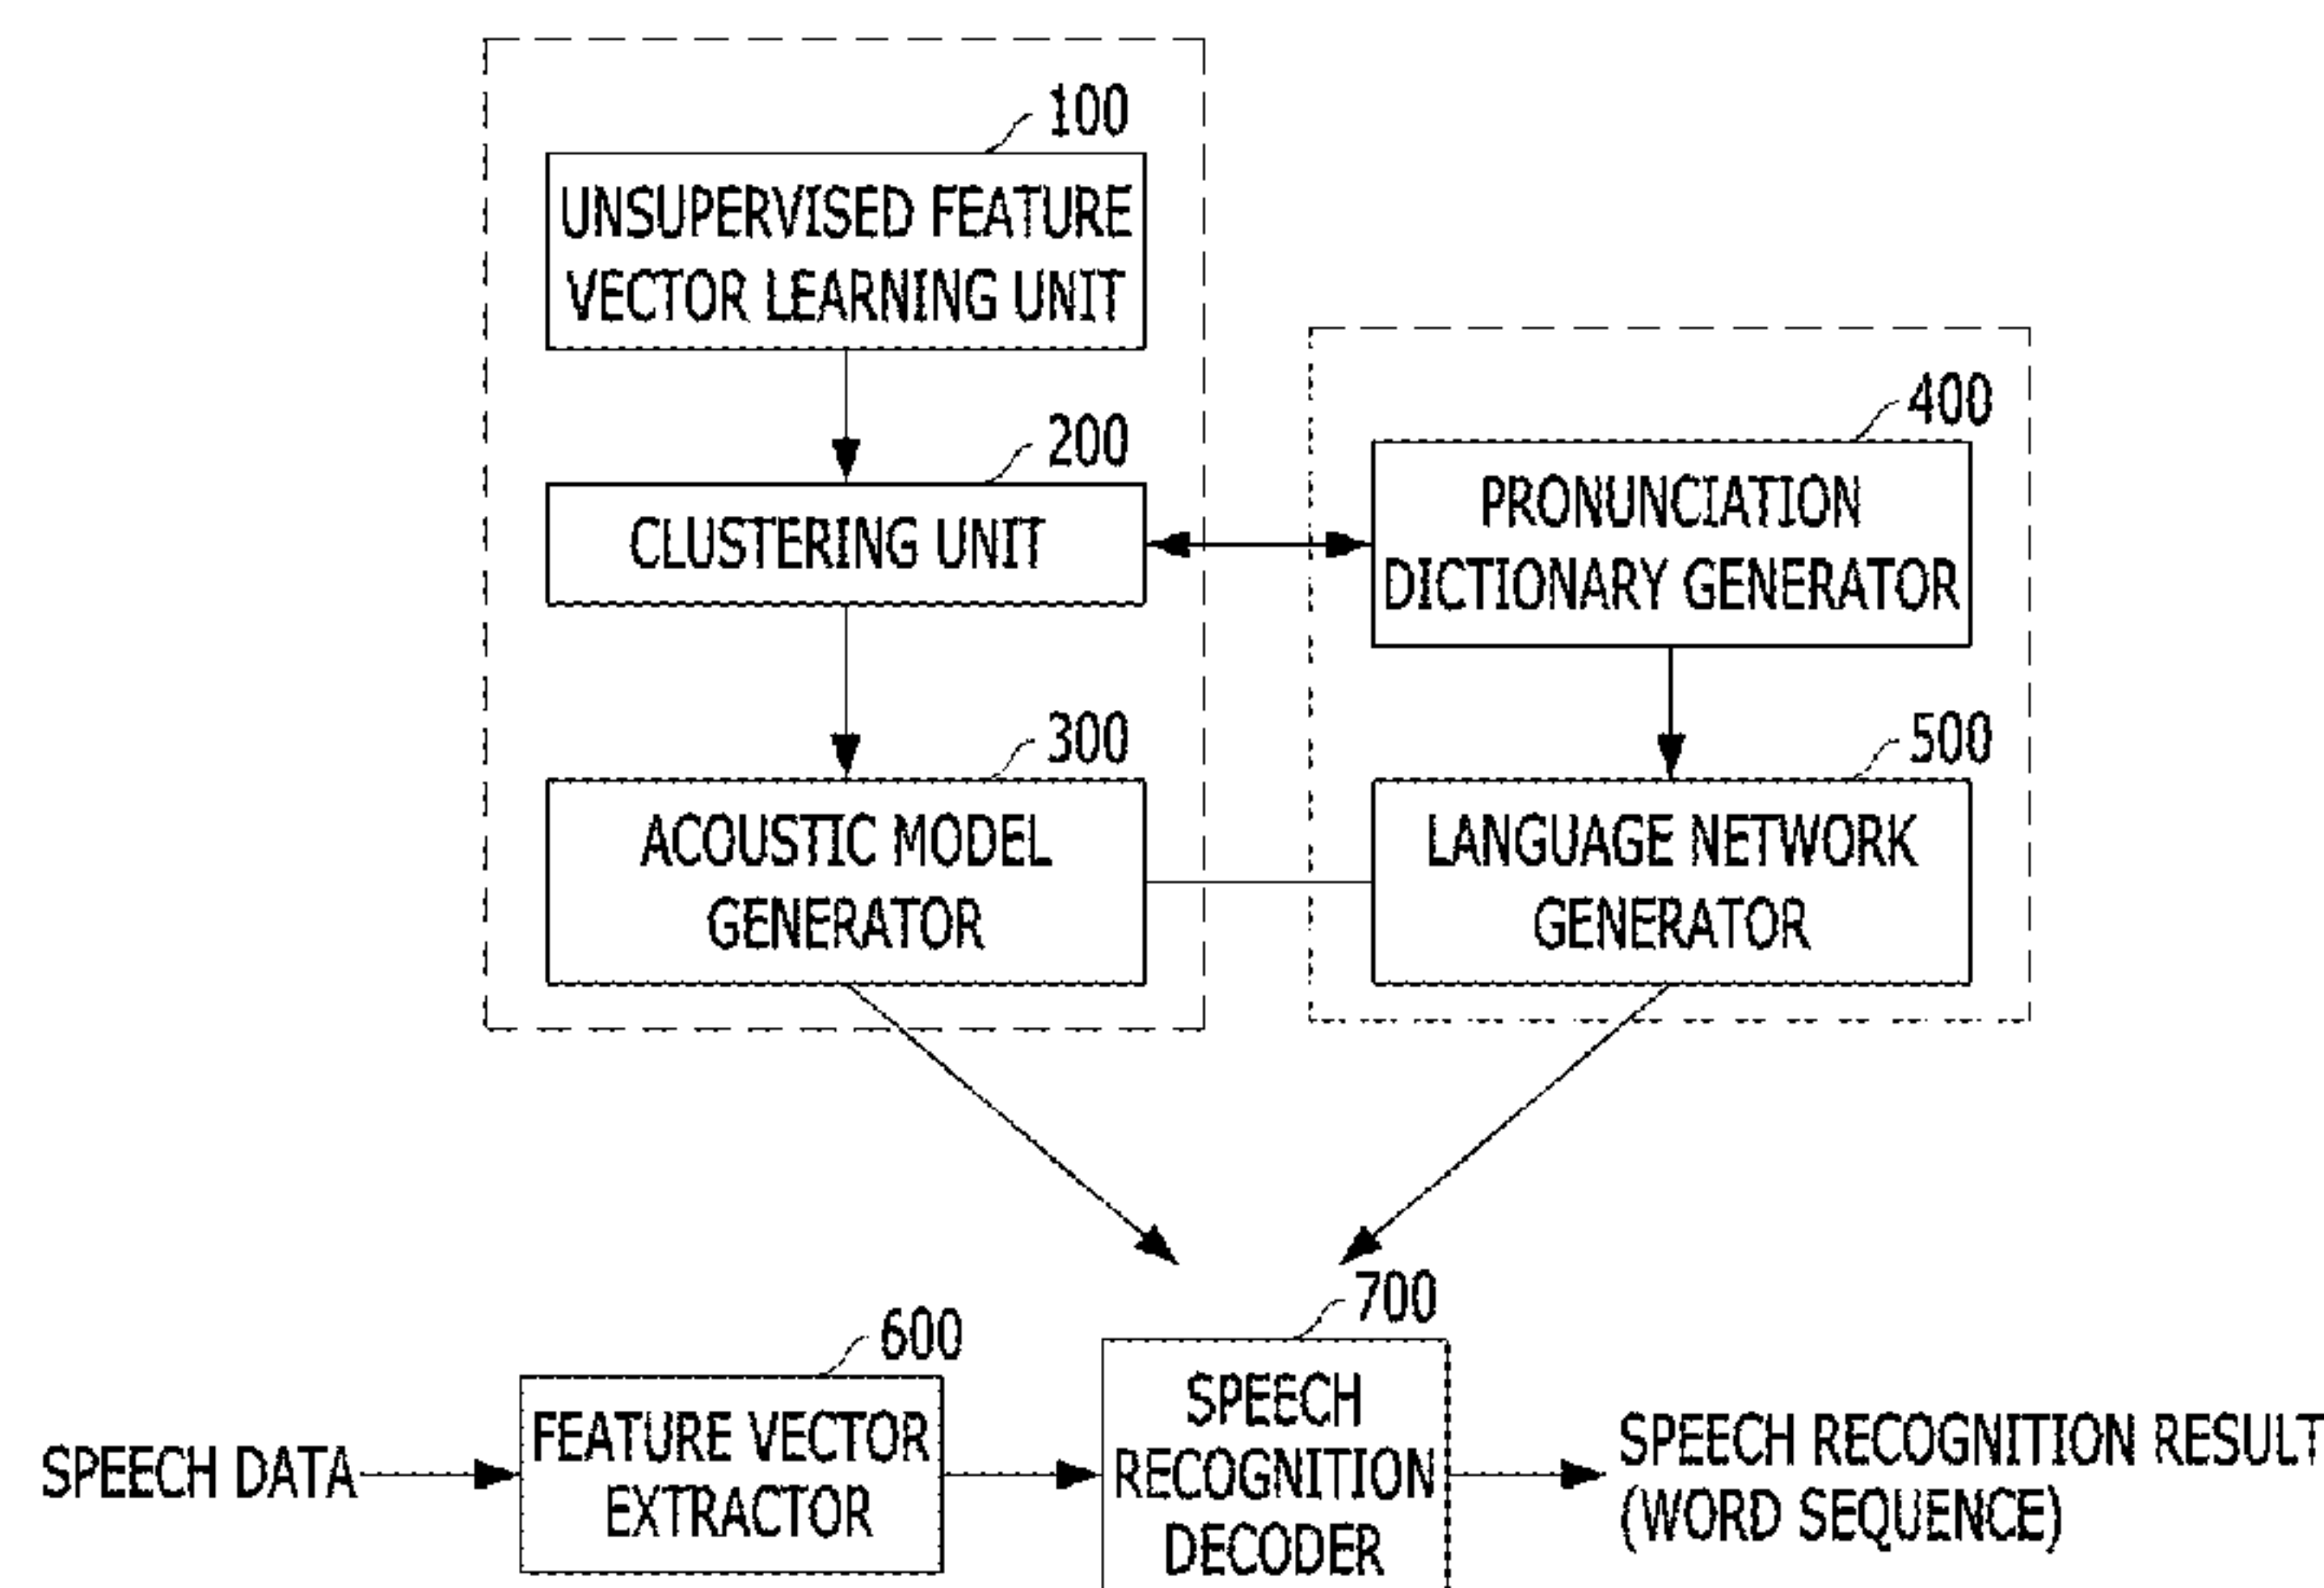 100
UNSUPERVISED FEATURE
VECTOR LEARNING UNIT
200
CLUSTERING UNIT
400
PRONUNCIATION
DICTIONARY GENERATOR
300
ACOUSTIC MODEL
GENERATOR
500
LANGUAGE NETWORK
GENERATOR
SPEECH DATA
600
FEATURE VECTOR
EXTRACTOR
700
SPEECH
RECOGNITION
DECODER
SPEECH RECOGNITION RESULT
(WORD SEQUENCE)